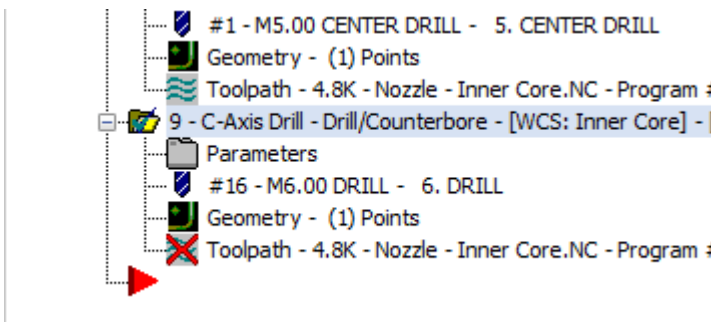 #1 - M5.00 CENTER DRILL - 5. CENTER DRILL
Geometry - (1) Points
Toolpath - 4.8K - Nozzle - Inner Core.NC - Program #
9 - C-Axis Drill - Drill/Counterbore - [WCS: Inner Core] - [
Parameters
#16 - M6.00 DRILL - 6. DRILL
Geometry - (1) Points
Toolpath - 4.8K - Nozzle - Inner Core.NC - Program #